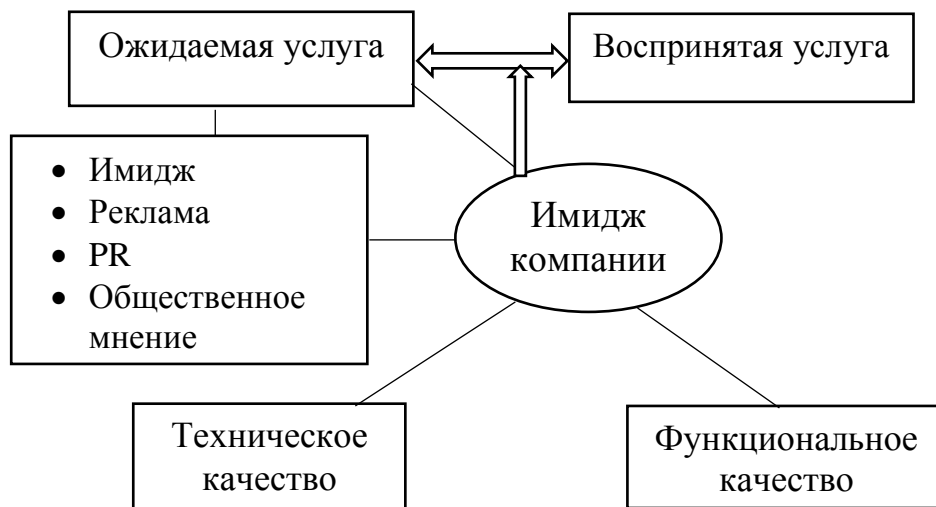 Ожидаемая услуга
Воспринятая услуга
• Имидж
• Реклама
• PR
• Общественное
мнение
Имидж
компании
Техническое
качество
Функциональное
качество